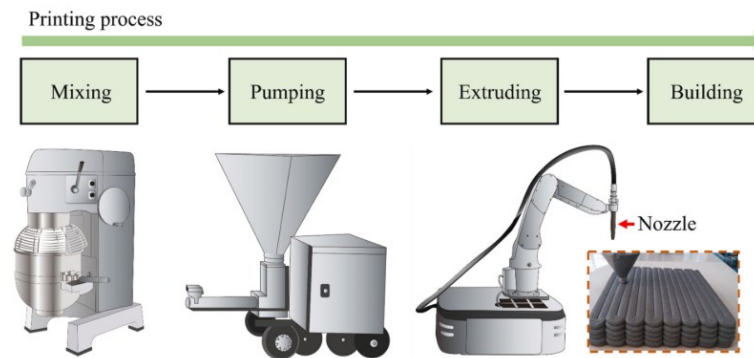 Printing process
Mixing
Pumping
Extruding
Building
Nozzle